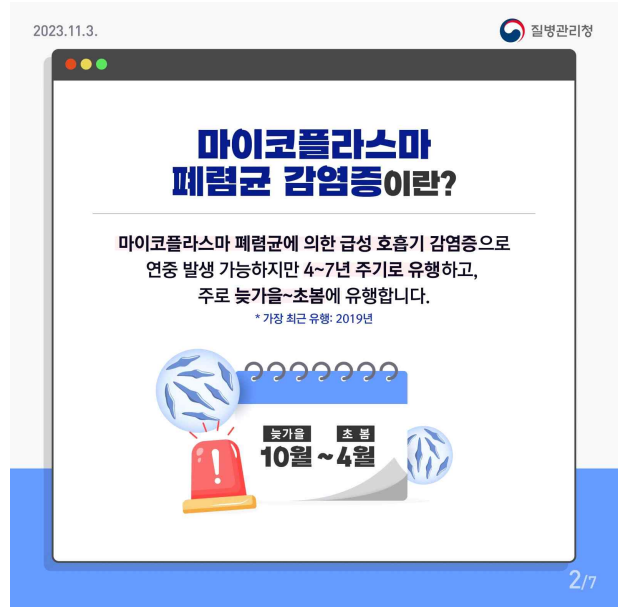 2023.11.3.
질병관리청
마이코플라스마
폐렴균 감염증이란?
마이코플라스마 폐렴균에 의한 급성 호흡기 감염증으로
연중 발생 가능하지만 4~7년 주기로 유행하고,
주로 늦가을~초봄에 유행합니다.
* 가장 최근 유행: 2019년
늦가을 초 봄
10월 ~ 4월
2/7